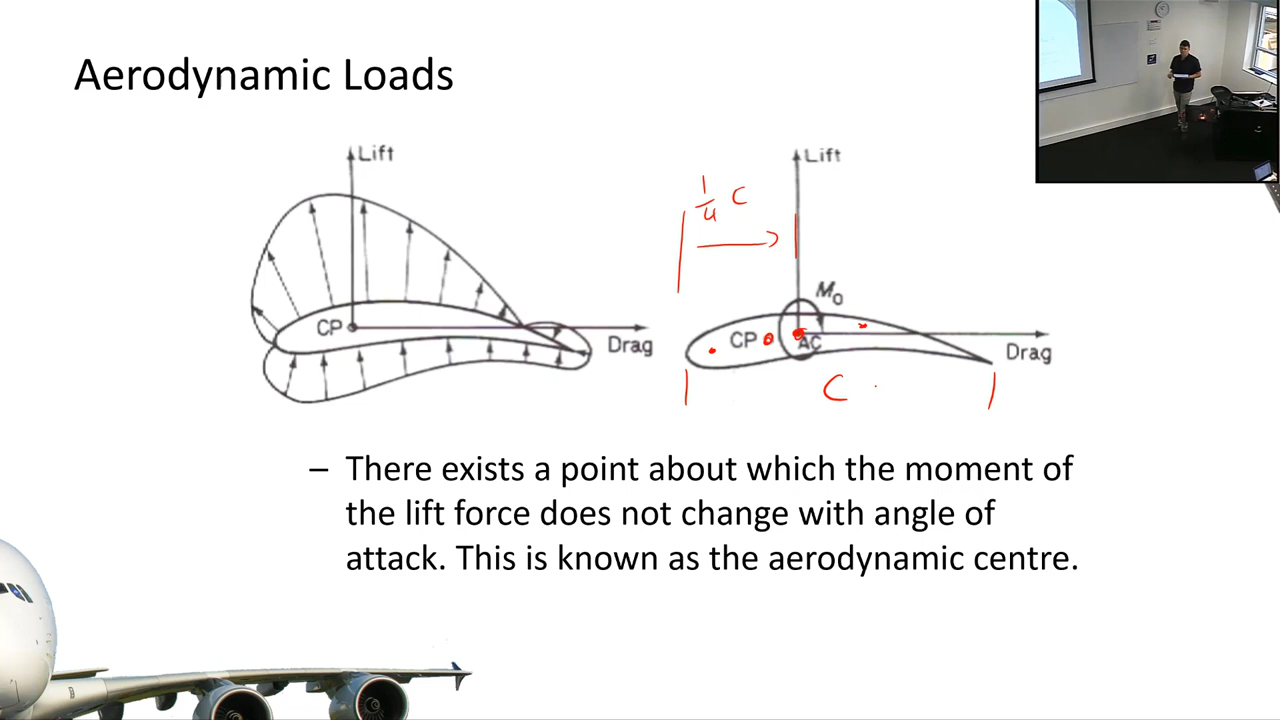 Aerodynamic Loads
Lift
CP
Drag
1/4 C
Lift
M₀
CP
AC
Drag
C
– There exists a point about which the moment of
the lift force does not change with angle of
attack. This is known as the aerodynamic centre.